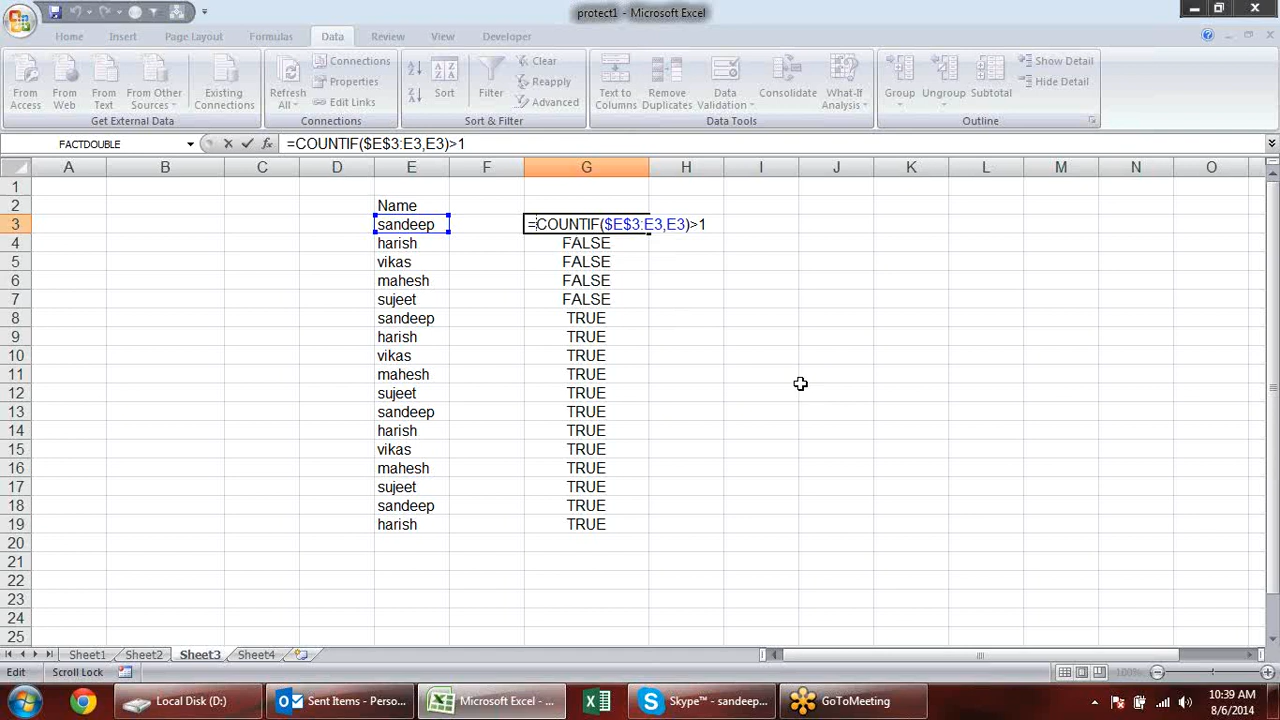 protect1 - Microsoft Excel
Home Insert Page Layout Formulas Data Review View Developer
From Access
From Web
From Text
From Other Sources
Existing Connections
Get External Data
Refresh All
Connections
Properties
Edit Links
Connections
Sort
Filter
Clear
Reapply
Advanced
Sort & Filter
Text to Columns
Remove Duplicates
Data Validation
Consolidate
What-If Analysis
Data Tools
Group
Ungroup
Subtotal
Show Detail
Hide Detail
Outline
FACTDOUBLE fx =COUNTIF($E$3:E3,E3)>1
A B C D E F G H I J K L M N O
1
2 Name
3 sandeep =COUNTIF($E$3:E3,E3)>1
4 harish FALSE
5 vikas FALSE
6 mahesh FALSE
7 sujeet FALSE
8 sandeep TRUE
9 harish TRUE
10 vikas TRUE
11 mahesh TRUE
12 sujeet TRUE
13 sandeep TRUE
14 harish TRUE
15 vikas TRUE
16 mahesh TRUE
17 sujeet TRUE
18 sandeep TRUE
19 harish TRUE
20
21
22
23
24
25
Sheet1 Sheet2 Sheet3 Sheet4
Edit Scroll Lock 100%
Local Disk (D:) Sent Items - Perso... Microsoft Excel - ... Skype™ - sandeep... GoToMeeting 10:39 AM
8/6/2014